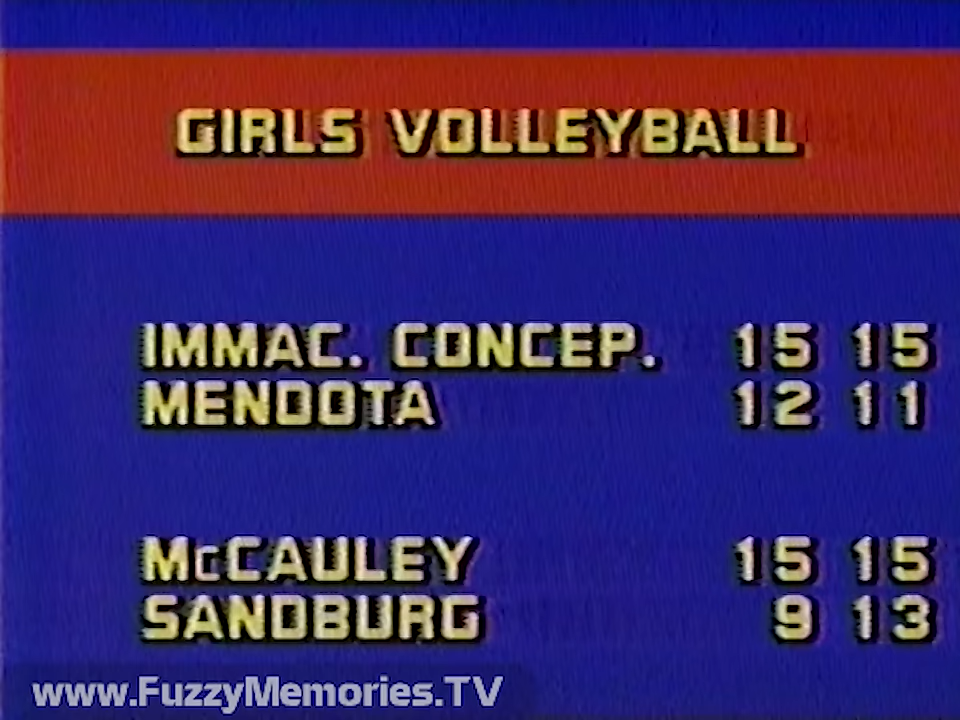 GIRLS VOLLEYBALL
IMMAC. CONCEP. 15 15
MENDOTA 12 11
McCAULEY 15 15
SANDBURG 9 13
www.FuzzyMemories.TV